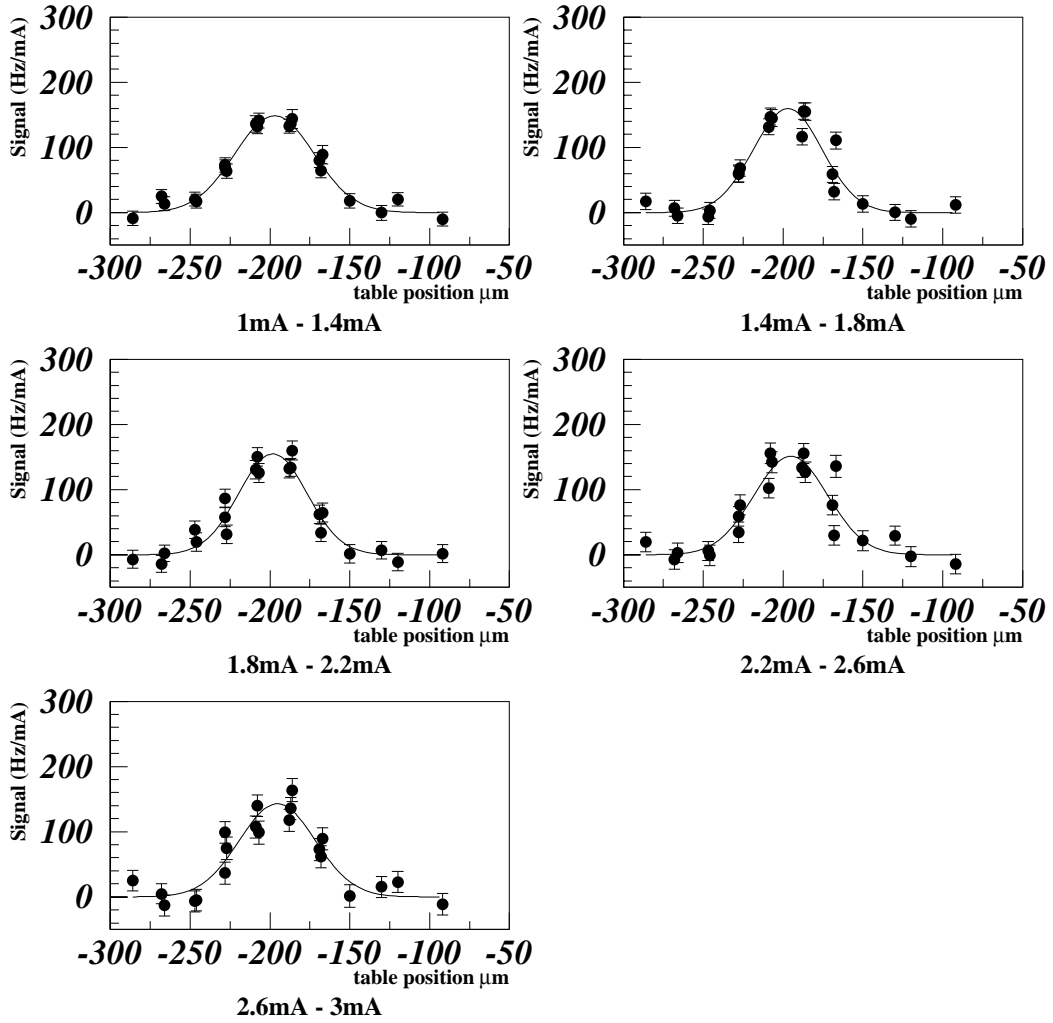 Signal (Hz/mA)
300
200
100
0
-300 -250 -200 -150 -100 -50
table position μm
1mA - 1.4mA
Signal (Hz/mA)
300
200
100
0
-300 -250 -200 -150 -100 -50
table position μm
1.4mA - 1.8mA
Signal (Hz/mA)
300
200
100
0
-300 -250 -200 -150 -100 -50
table position μm
1.8mA - 2.2mA
Signal (Hz/mA)
300
200
100
0
-300 -250 -200 -150 -100 -50
table position μm
2.2mA - 2.6mA
Signal (Hz/mA)
300
200
100
0
-300 -250 -200 -150 -100 -50
table position μm
2.6mA - 3mA